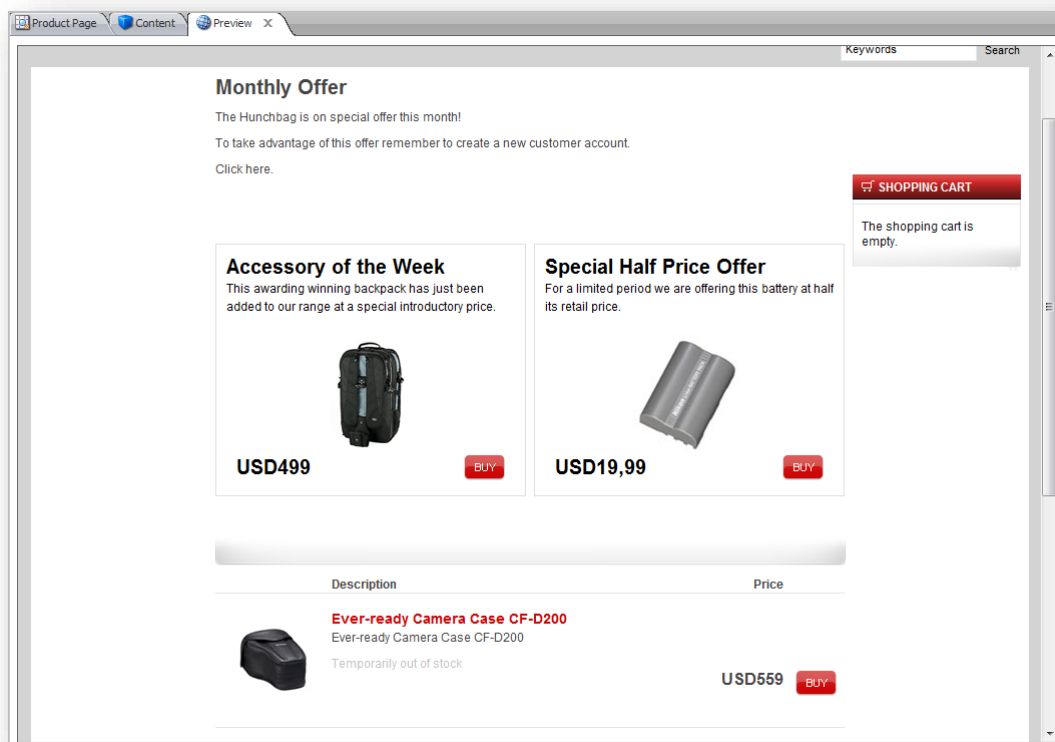 Product Page
Content
Preview X
Keywords
Search
Monthly Offer
The Hunchbag is on special offer this month!
To take advantage of this offer remember to create a new customer account.
Click here.
SHOPPING CART
The shopping cart is
empty.
Accessory of the Week
This awarding winning backpack has just been
added to our range at a special introductory price.
USD499
BUY
Special Half Price Offer
For a limited period we are offering this battery at half
its retail price.
USD19,99
BUY
Description
Price
Ever-ready Camera Case CF-D200
Ever-ready Camera Case CF-D200
Temporarily out of stock
USD559
BUY